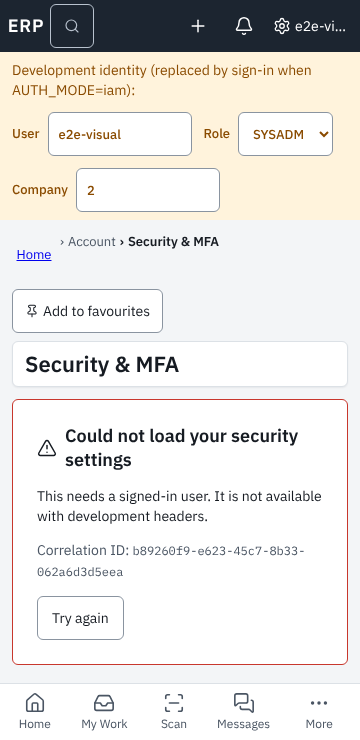 ERP
e2e-vi...
Development identity (replaced by sign-in when
AUTH_MODE=iam):
User e2e-visual Role SYSADM
Company 2
Home › Account › Security & MFA
Add to favourites
Security & MFA
Could not load your security
settings
This needs a signed-in user. It is not available
with development headers.
Correlation ID: b89260f9-e623-45c7-8b33-
062a6d3d5eea
Try again
Home My Work Scan Messages More